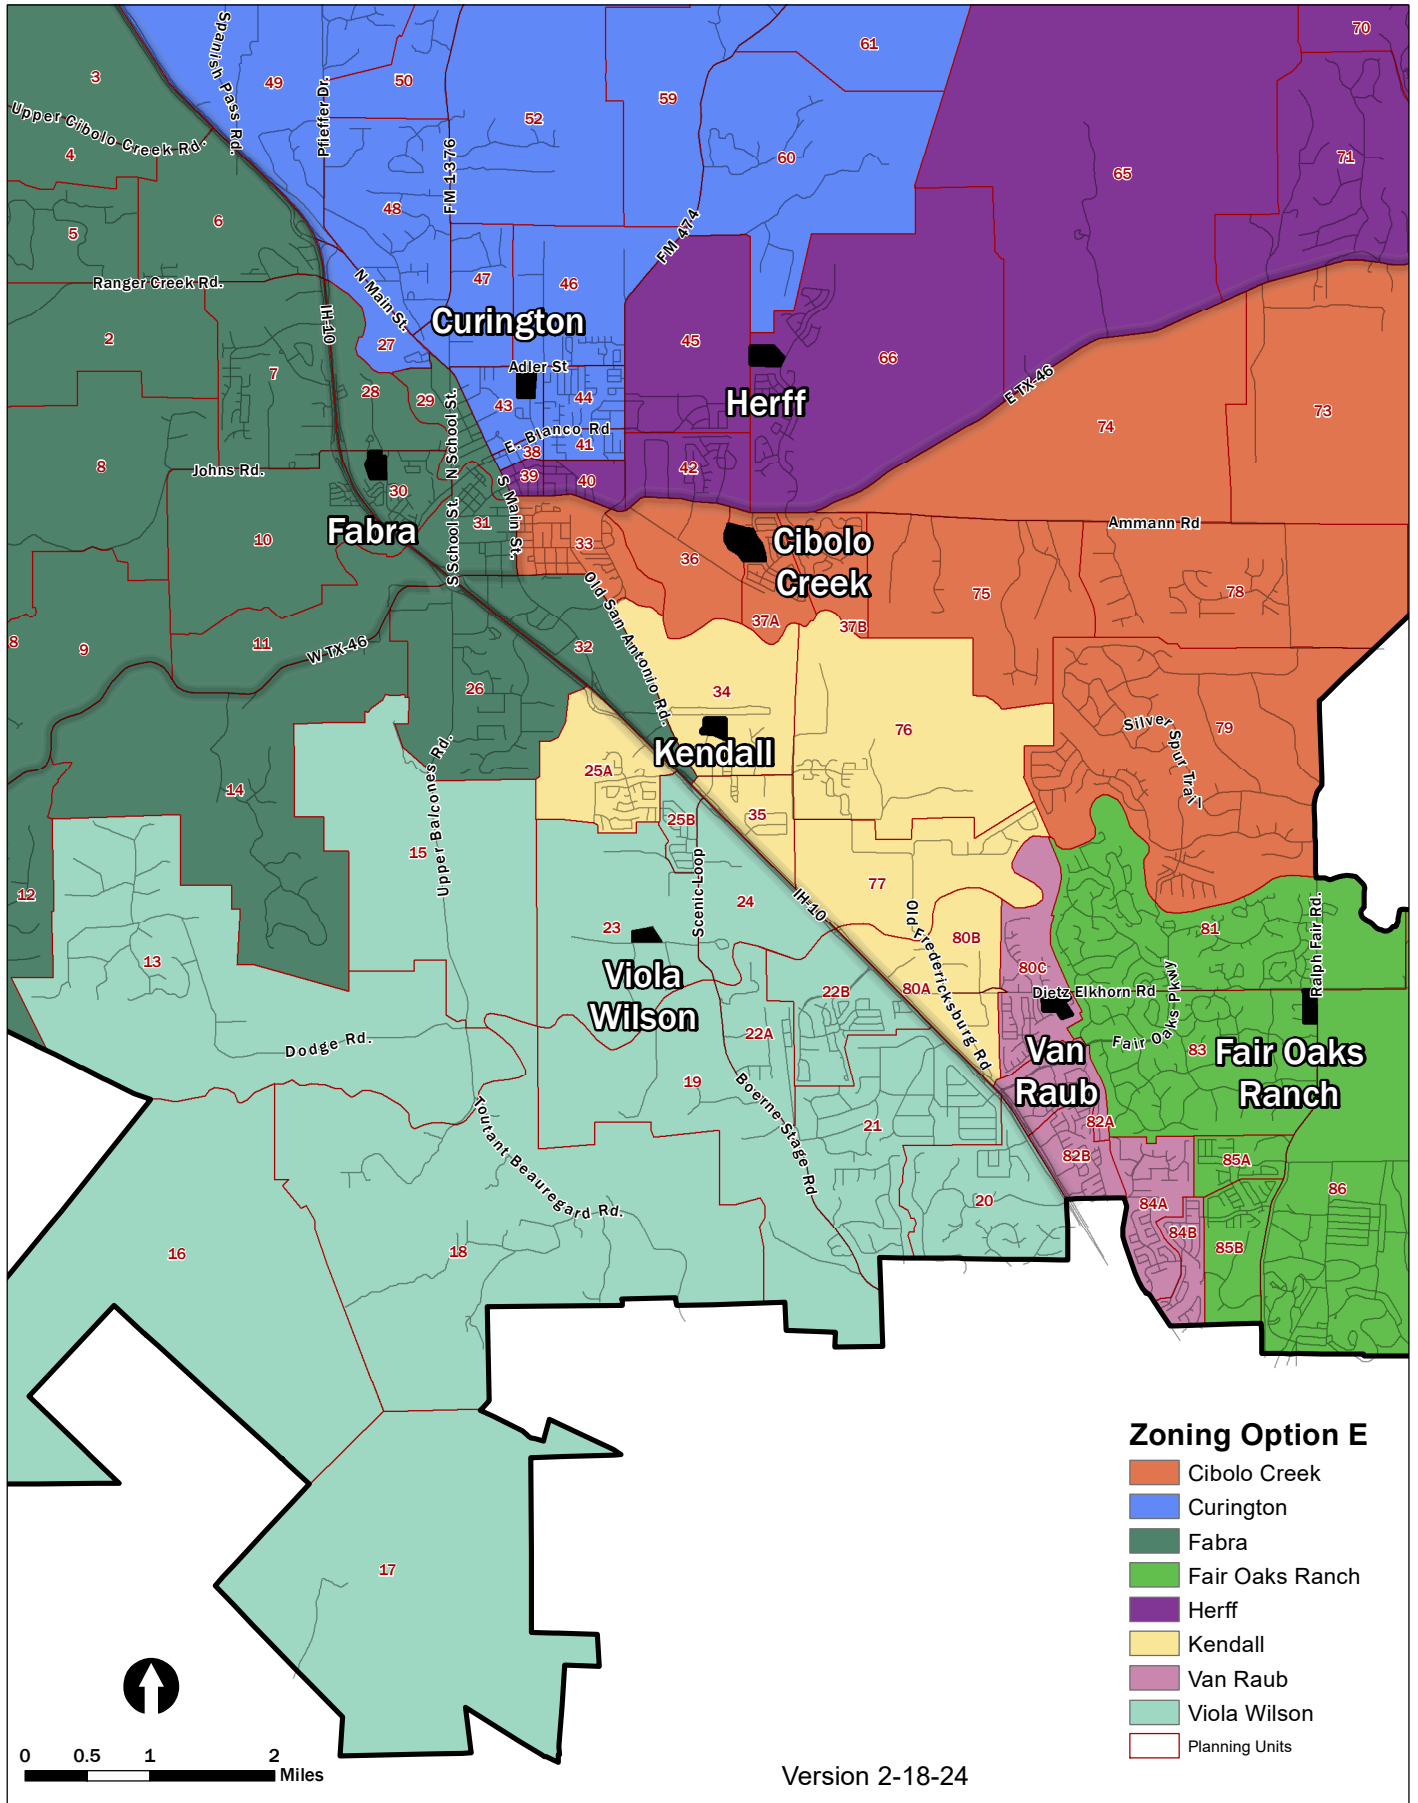 3
Upper Cibolo Creek Rd.
4
5
6
Spanish Pass Rd.
49
Pfieffer Dr.
50
48
FM 1376
52
59
61
60
FM 474
65
70
71
Ranger Creek Rd.
2
7
IH-10
N Main St.
27
47
46
Curington
Adler St
43
44
E. Blanco Rd
38
41
39
40
28
29
N School St.
45
66
Herff
42
E TX-46
74
73
8
Johns Rd.
30
Fabra
10
31
S School St.
S Main St.
33
36
Cibolo
Creek
37A
37B
Ammann Rd
75
78
8
9
11
W TX-46
32
Old San Antonio Rd.
26
34
Kendall
76
Silver Spur Trail
79
14
15
Upper Balcones Rd.
25A
25B
35
Scenic Loop
12
13
23
24
IH-10
77
Old Fredericksburg Rd
80B
80A
80C
81
Ralph Fair Rd.
Viola
Wilson
22B
22A
Dietz Elkhorn Rd
Fair Oaks Pkwy
83
Van
Raub
Fair Oaks
Ranch
Dodge Rd.
19
Boerne Stage Rd
21
82A
82B
85A
86
Toutant Beauregard Rd.
20
84A
84B
85B
16
18
17
Zoning Option E
Cibolo Creek
Curington
Fabra
Fair Oaks Ranch
Herff
Kendall
Van Raub
Viola Wilson
Planning Units
0 0.5 1 2
Miles
Version 2-18-24